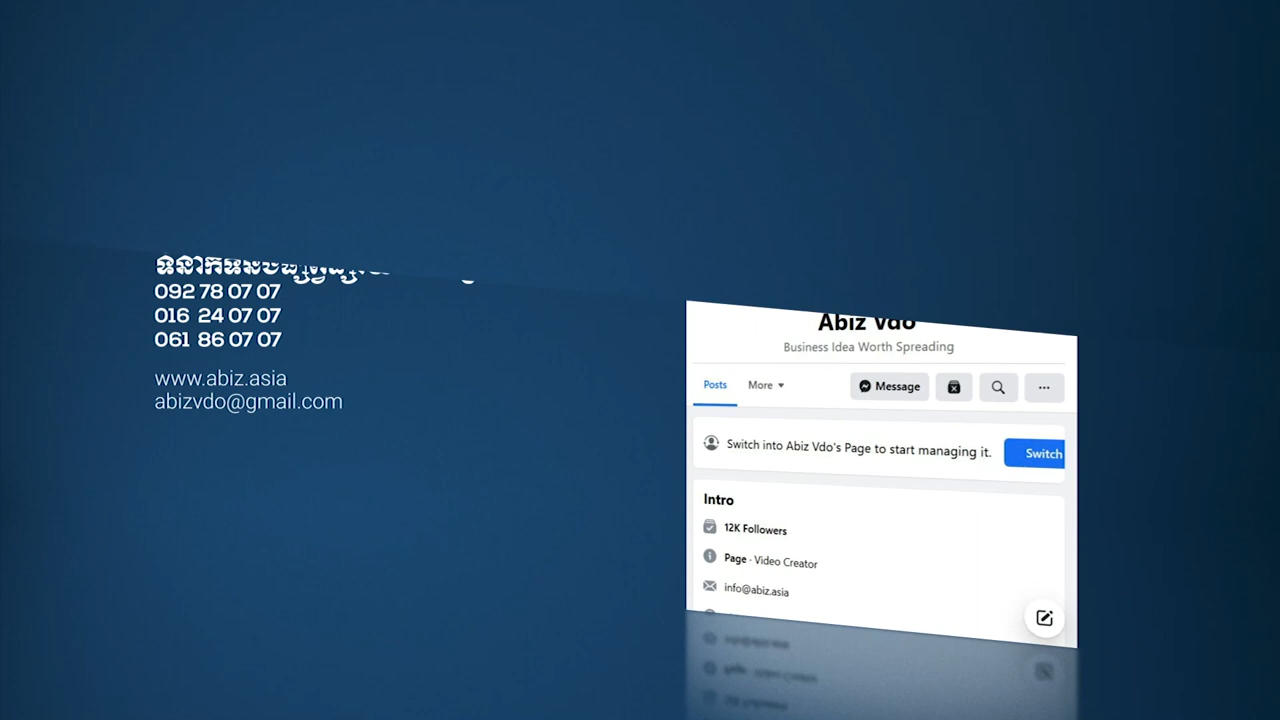 092 78 07 07
016 24 07 07
061 86 07 07
www.abiz.asia
abizvdo@gmail.com
Abiz Vdo
Business Idea Worth Spreading
Posts
More
Message
Switch into Abiz Vdo's Page to start managing it.
Switch
Intro
12K Followers
Page · Video Creator
info@abiz.asia